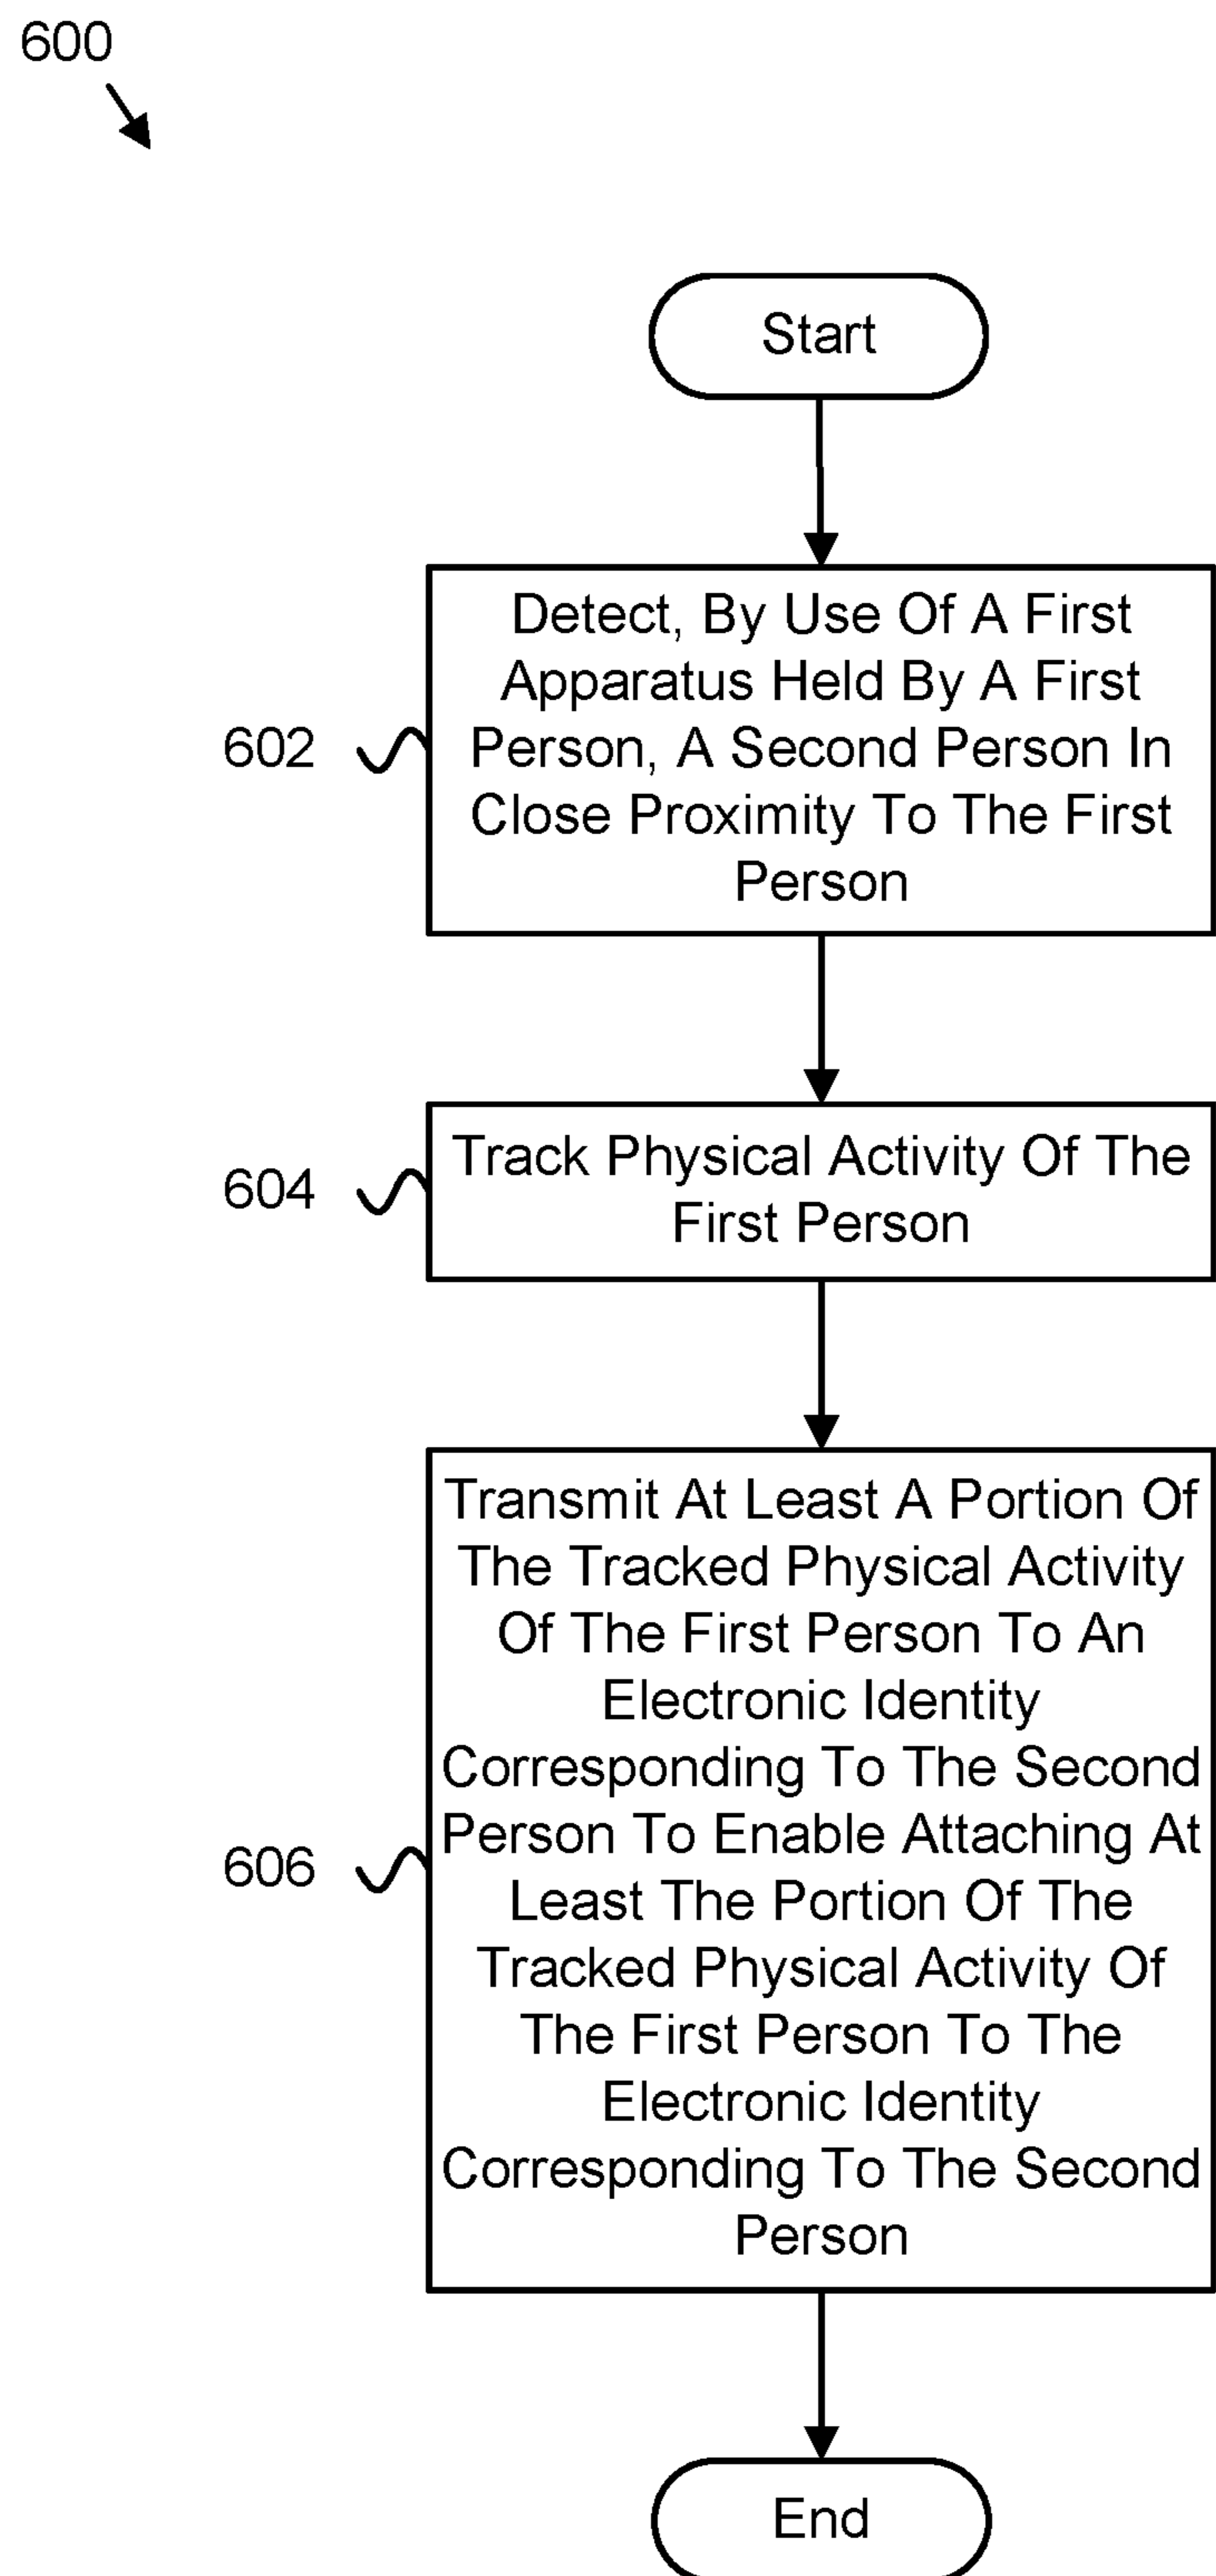 600
Start
Detect, By Use Of A First
Apparatus Held By A First
Person, A Second Person In
Close Proximity To The First
Person
602
Track Physical Activity Of The
First Person
604
Transmit At Least A Portion Of
The Tracked Physical Activity
Of The First Person To An
Electronic Identity
Corresponding To The Second
Person To Enable Attaching At
Least The Portion Of The
Tracked Physical Activity Of
The First Person To The
Electronic Identity
Corresponding To The Second
Person
606
End